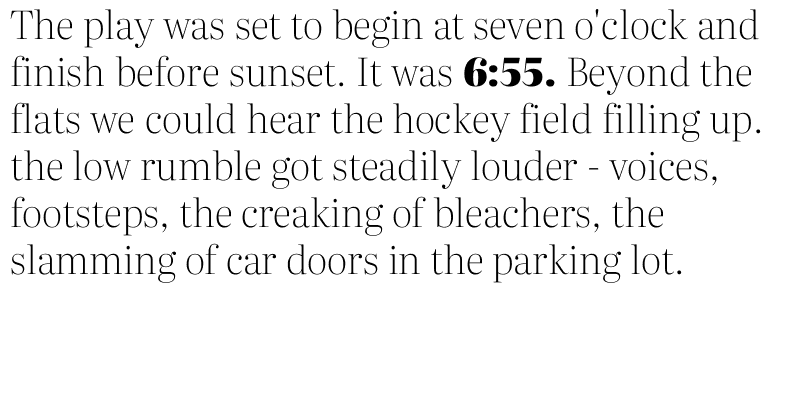 The play was set to begin at seven o'clock and
finish before sunset. It was 6:55. Beyond the
flats we could hear the hockey field filling up.
the low rumble got steadily louder - voices,
footsteps, the creaking of bleachers, the
slamming of car doors in the parking lot.